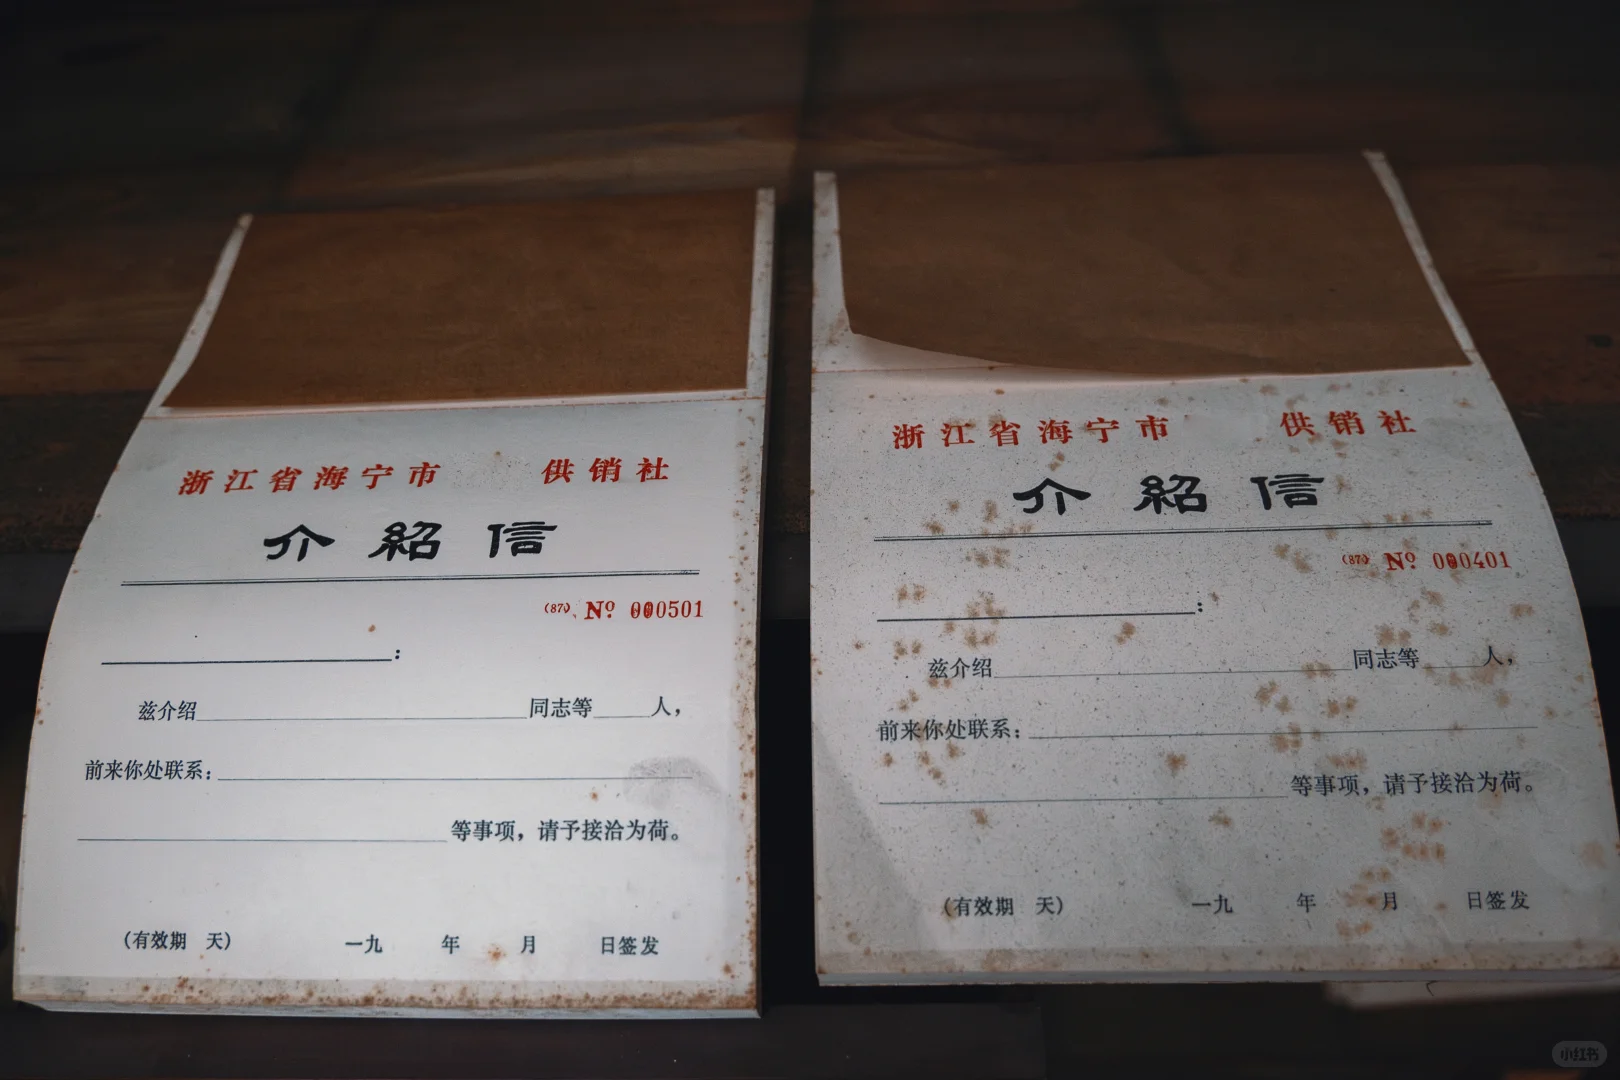 浙江省海宁市 供销社
介紹信
(87) № 000501
:
兹介绍 同志等 人，
前来你处联系：
等事项，请予接洽为荷。
(有效期 天) 一九 年 月 日签发
浙江省海宁市 供销社
介紹信
(87) № 000401
:
兹介绍 同志等 人，
前来你处联系：
等事项，请予接洽为荷。
(有效期 天) 一九 年 月 日签发
小红书